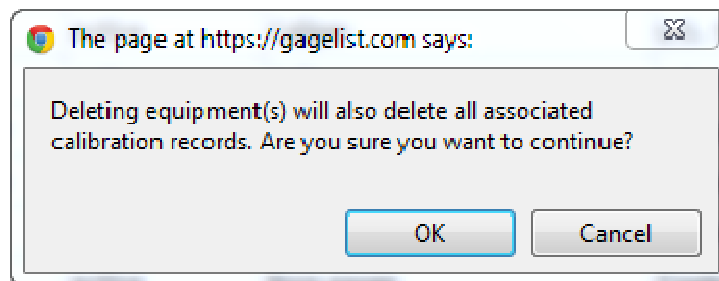 The page at https://gagelist.com says:
Deleting equipment(s) will also delete all associated
calibration records. Are you sure you want to continue?
OK
Cancel